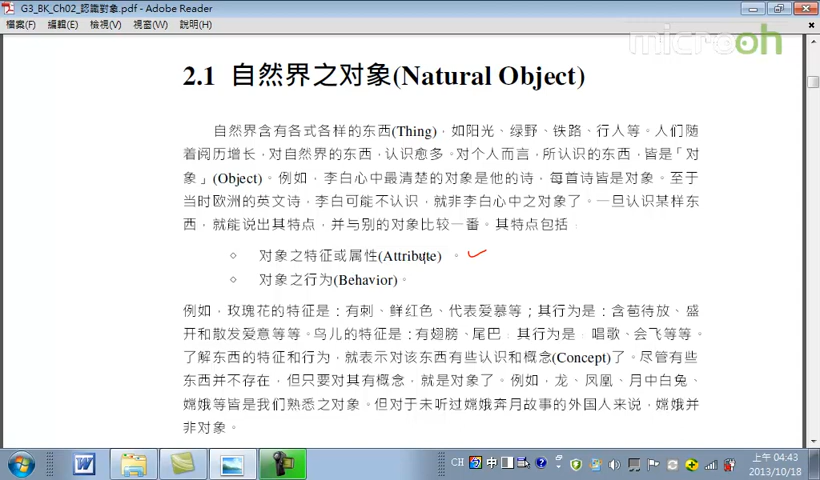 G3_BK_Ch02_認識對象.pdf - Adobe Reader
檔案(F) 編輯(E) 檢視(V) 視窗(W) 說明(H)
microoh
2.1 自然界之对象(Natural Object)
自然界含有各式各样的东西(Thing)，如阳光、绿野、铁路、行人等。人们随
着阅历增长，对自然界的东西，认识愈多。对个人而言，所认识的东西，皆是「对
象」(Object)。例如，李白心中最清楚的对象是他的诗，每首诗皆是对象。至于
当时欧洲的英文诗，李白可能不认识，就非李白心中之对象了。一旦认识某样东
西，就能说出其特点，并与别的对象比较一番。其特点包括：
◇ 对象之特征或属性(Attribute) 。
◇ 对象之行为(Behavior)。
例如，玫瑰花的特征是：有刺、鲜红色、代表爱慕等；其行为是：含苞待放、盛
开和散发爱意等等。鸟儿的特征是：有翅膀、尾巴；其行为是：唱歌、会飞等等。
了解东西的特征和行为，就表示对该东西有些认识和概念(Concept)了。尽管有些
东西并不存在，但只要对其有概念，就是对象了。例如，龙、凤凰、月中白兔、
嫦娥等皆是我们熟悉之对象。但对于未听过嫦娥奔月故事的外国人来说，嫦娥并
非对象。
CH 中
上午 04:43
2013/10/18